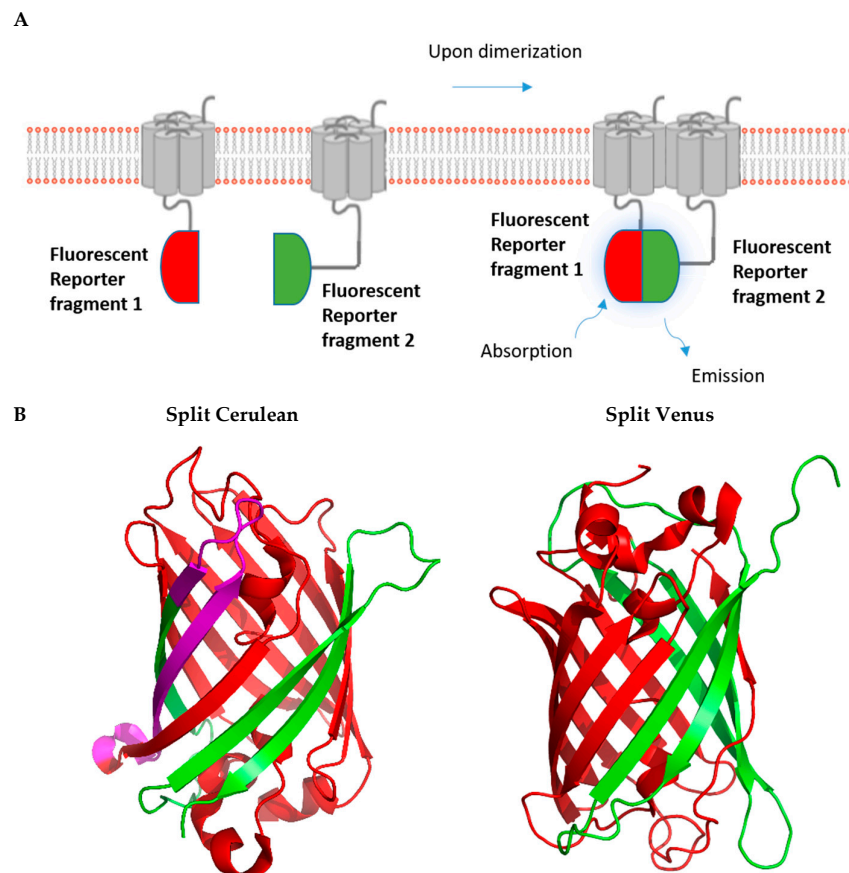 A
Upon dimerization
Fluorescent
Reporter
fragment 1
Fluorescent
Reporter
fragment 2
Fluorescent
Reporter
fragment 1
Fluorescent
Reporter
fragment 2
Absorption
Emission
B
Split Cerulean
Split Venus